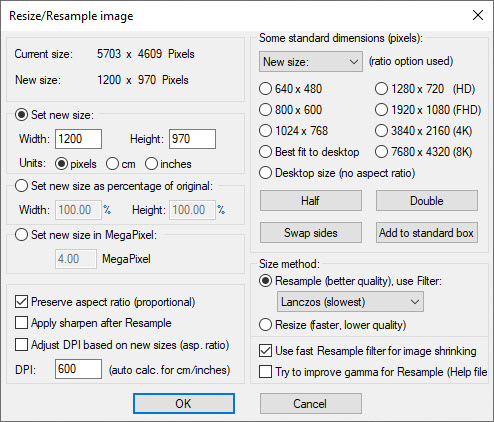 Resize/Resample image
Current size: 5703 x 4609 Pixels
New size: 1200 x 970 Pixels
Set new size:
Width: 1200 Height: 970
Units: pixels cm inches
Set new size as percentage of original:
Width: 100.00 % Height: 100.00 %
Set new size in MegaPixel:
4.00 MegaPixel
Preserve aspect ratio (proportional)
Apply sharpen after Resample
Adjust DPI based on new sizes (asp. ratio)
DPI: 600 (auto calc. for cm/inches)
Some standard dimensions (pixels):
New size: (ratio option used)
640 x 480 1280 x 720 (HD)
800 x 600 1920 x 1080 (FHD)
1024 x 768 3840 x 2160 (4K)
Best fit to desktop 7680 x 4320 (8K)
Desktop size (no aspect ratio)
Half Double
Swap sides Add to standard box
Size method:
Resample (better quality), use Filter:
Lanczos (slowest)
Resize (faster, lower quality)
Use fast Resample filter for image shrinking
Try to improve gamma for Resample (Help file
OK Cancel